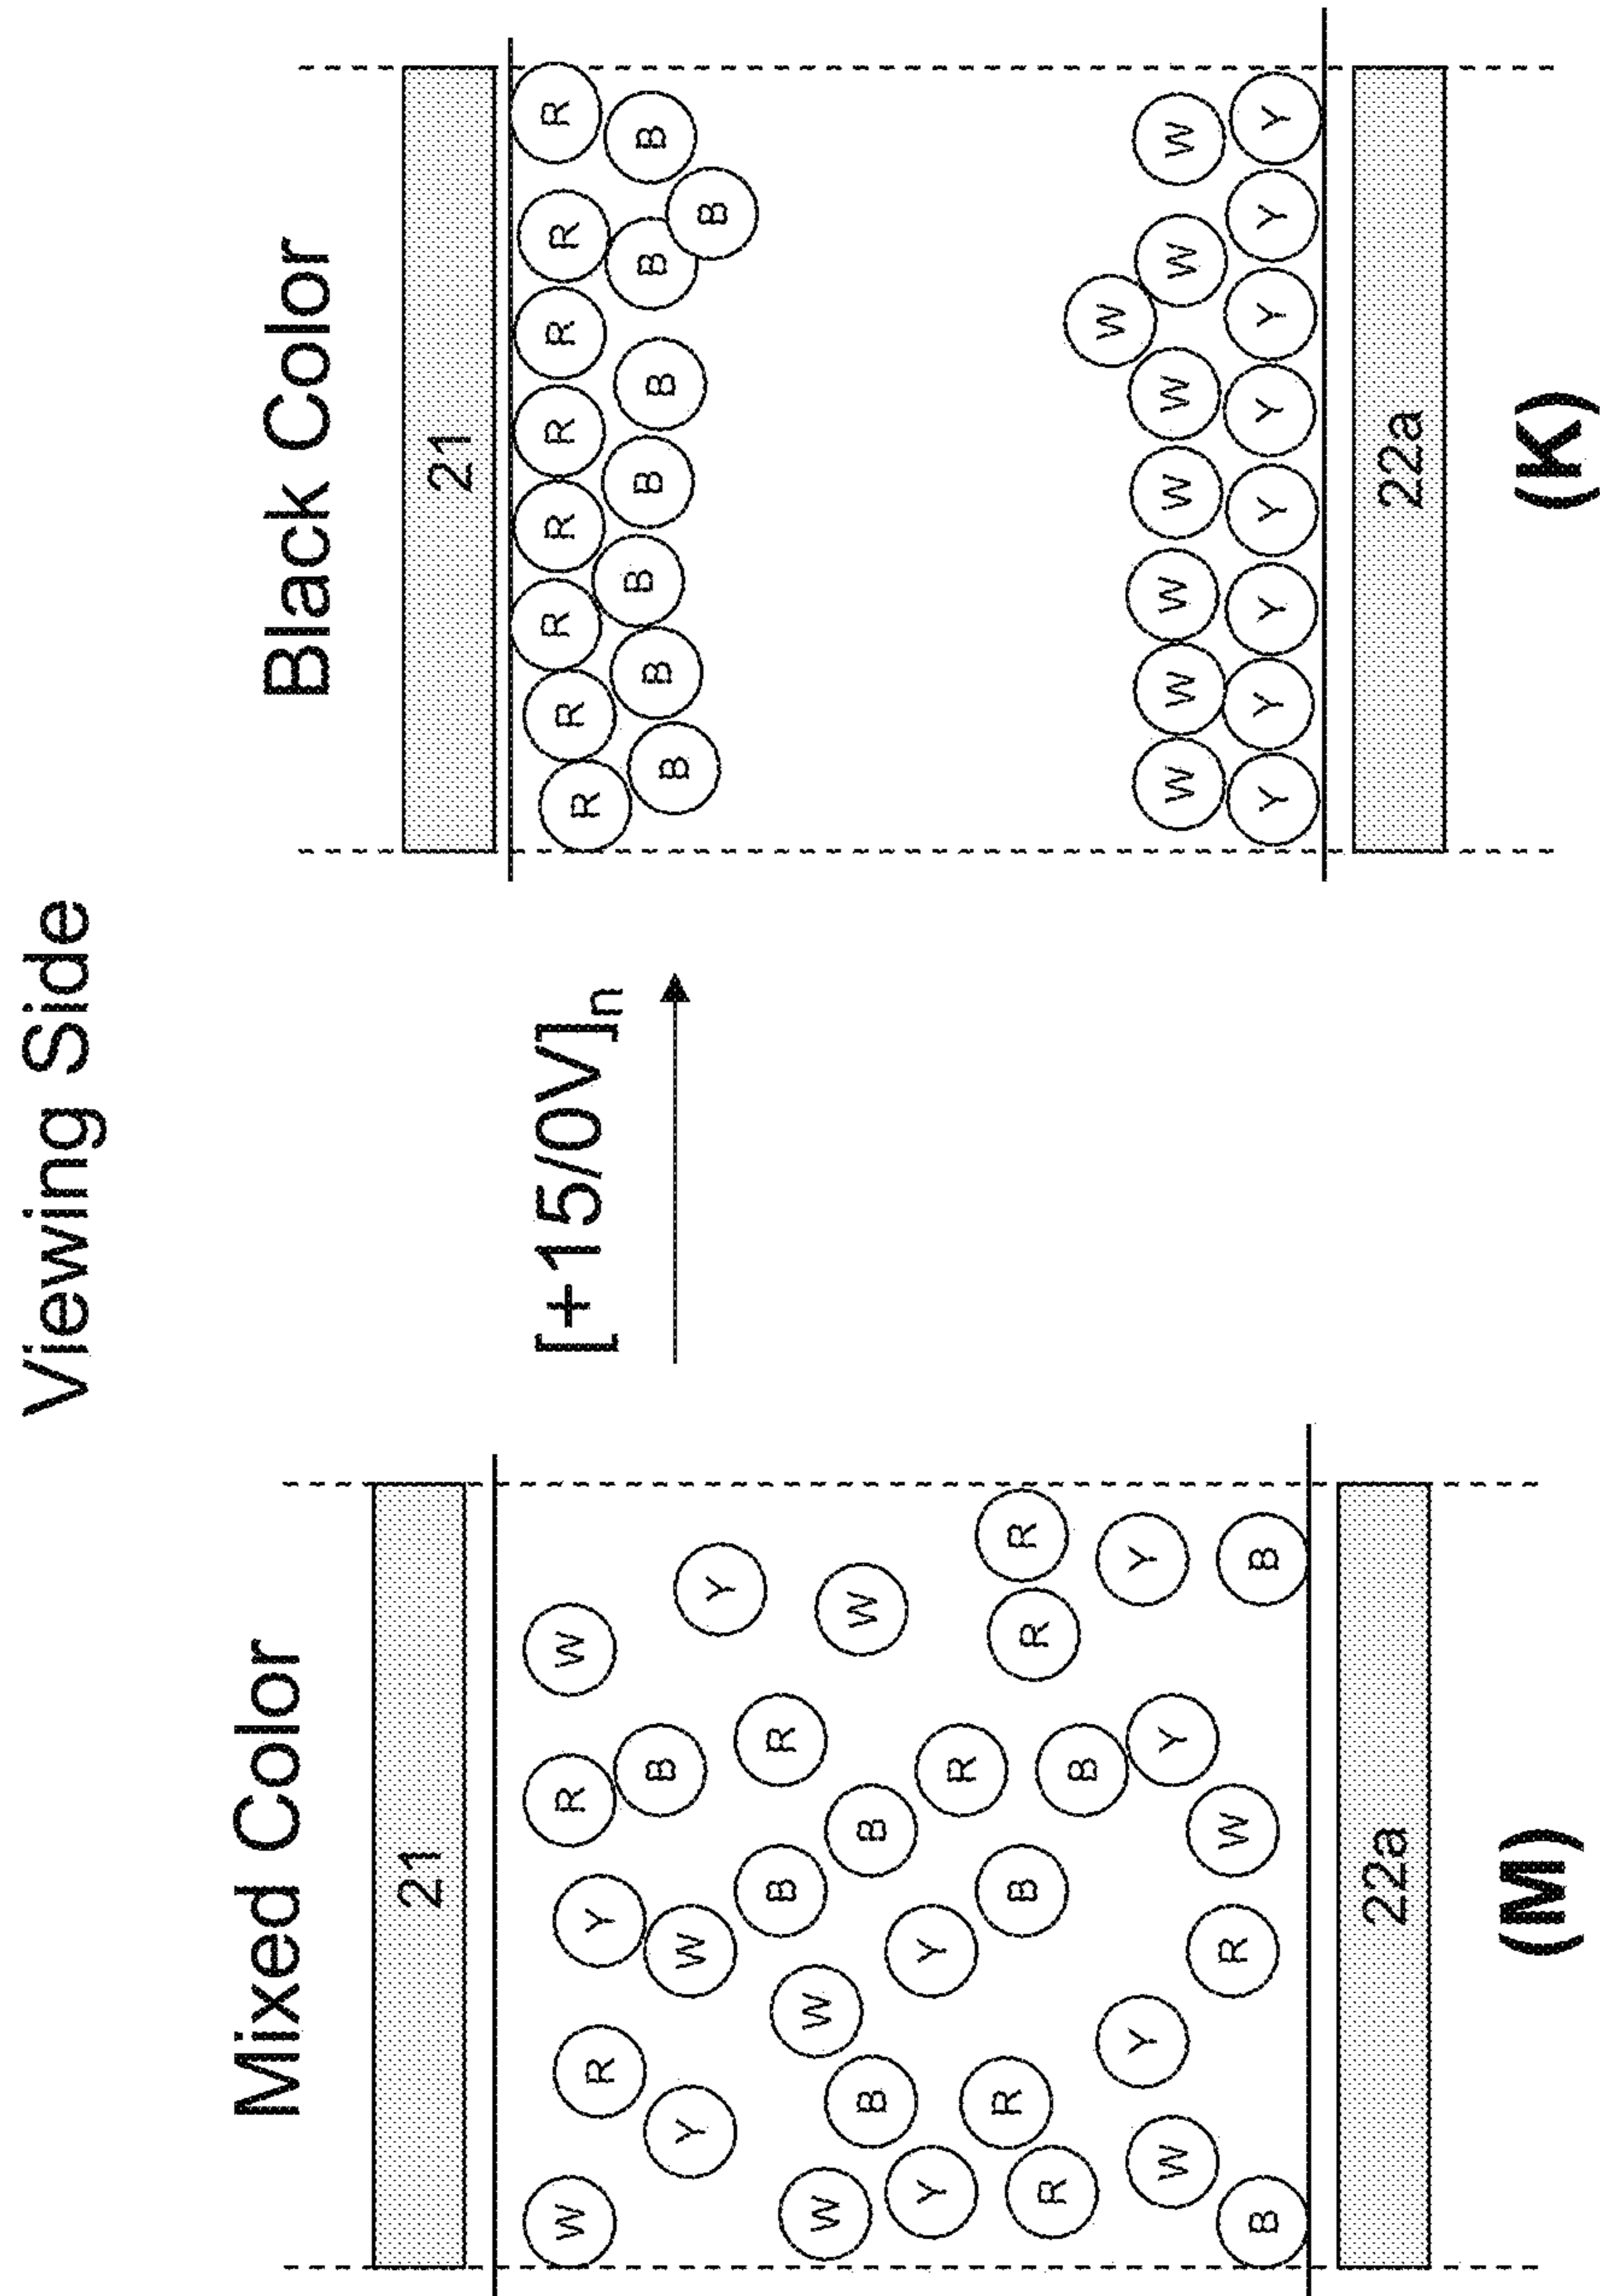 Viewing Side
Mixed Color
21
W R Y R W
Y W B Y
W B W B B R W
Y R R Y B R R R
B W Y R W B Y Y B
22a
(M)
[+15/0V]n
Black Color
21
R R R R R R R R
B B B B B B B B
W W W W W W W W
Y Y Y Y Y Y Y Y
22a
(K)